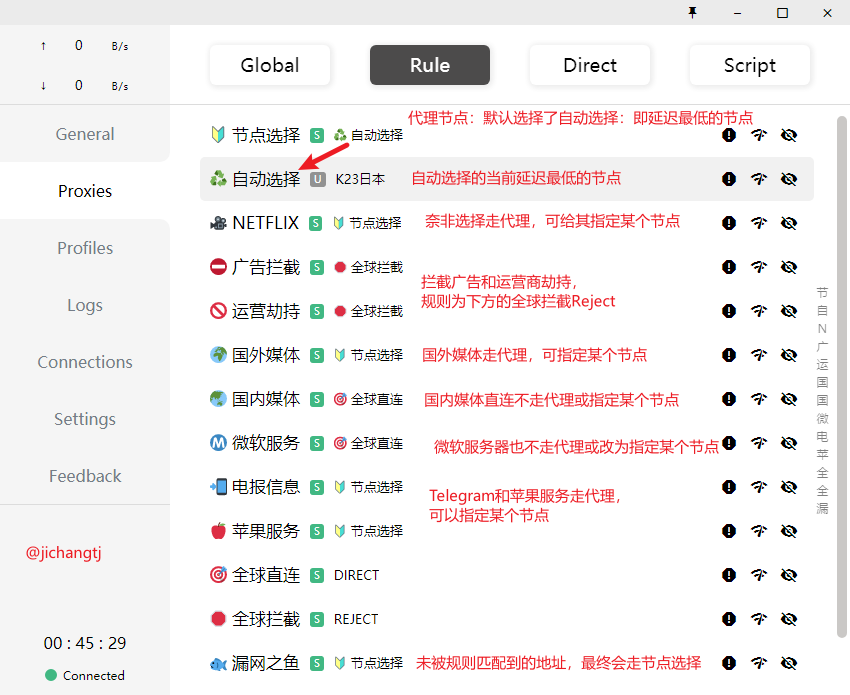 ↑ 0 B/s
↓ 0 B/s
General
Proxies
Profiles
Logs
Connections
Settings
Feedback
@jichangtj
00 : 45 : 29
Connected
Global Rule Direct Script
代理节点：默认选择了自动选择：即延迟最低的节点
节点选择 S 自动选择
自动选择 U K23日本 自动选择的当前延迟最低的节点
NETFLIX S 节点选择 奈非选择走代理，可给其指定某个节点
广告拦截 S 全球拦截
拦截广告和运营商劫持，
规则为下方的全球拦截Reject
运营劫持 S 全球拦截
国外媒体 S 节点选择 国外媒体走代理，可指定某个节点
国内媒体 S 全球直连 国内媒体直连不走代理或指定某个节点
M 微软服务 S 全球直连 微软服务器也不走代理或改为指定某个节点
电报信息 S 节点选择
Telegram和苹果服务走代理，
可以指定某个节点
苹果服务 S 节点选择
全球直连 S DIRECT
全球拦截 S REJECT
漏网之鱼 S 节点选择 未被规则匹配到的地址，最终会走节点选择
节
自
N
广
运
国
国
微
电
苹
全
全
漏